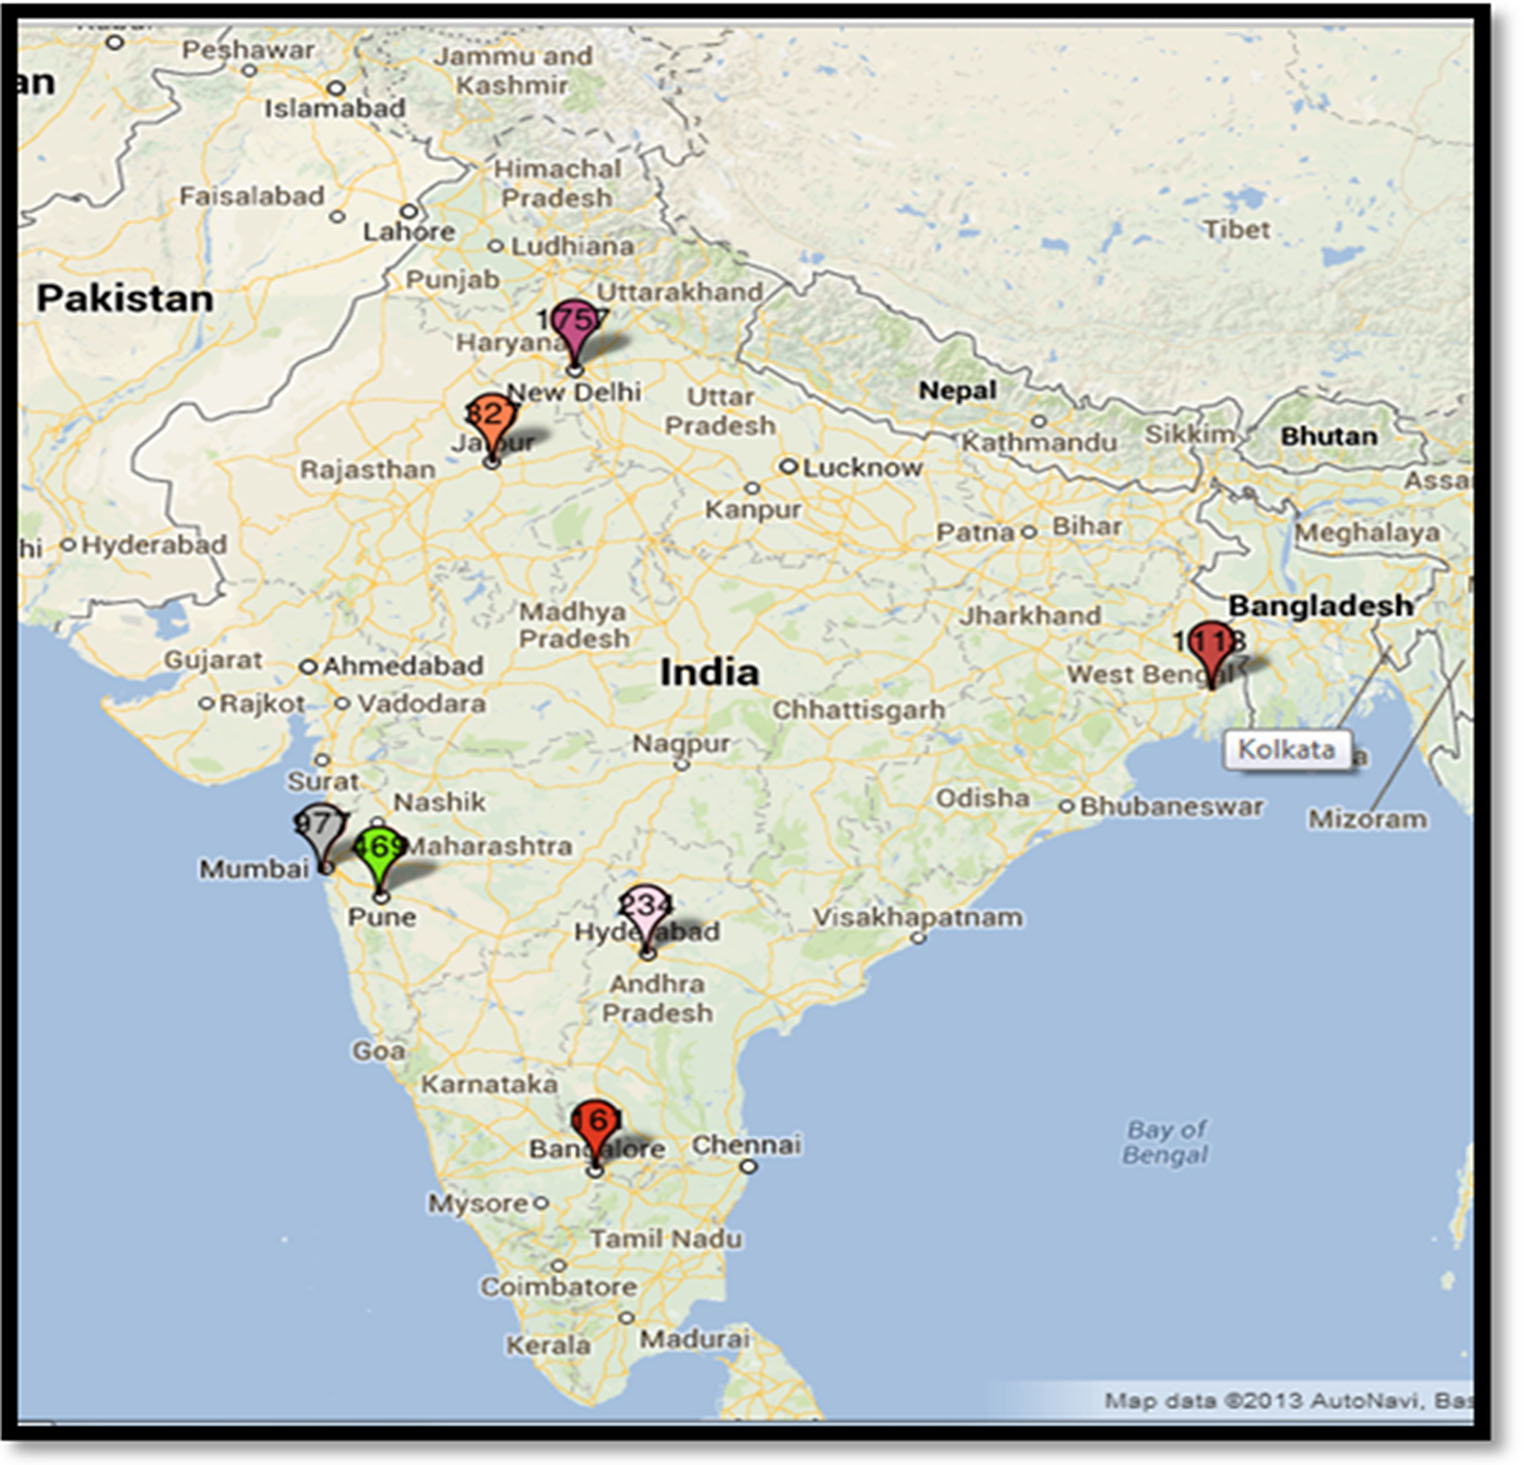 Peshawar
Jammu and
Kashmir
an
Islamabad
Himachal
Pradesh
Faisalabad
Lahore
Tibet
Ludhiana
Punjab
Pakistan
Uttarakhand
1757
Haryana
New Delhi
Uttar
Pradesh
Nepal
327
Jaipur
Kathmandu
Sikkim
Bhutan
Rajasthan
Lucknow
Assa
Kanpur
Patna
Bihar
Meghalaya
hi
Hyderabad
Bangladesh
Madhya
Pradesh
Jharkhand
1113
Gujarat
Ahmedabad
India
West Bengal
Rajkot
Vadodara
Chhattisgarh
Nagpur
Kolkata
a
Surat
Nashik
Odisha
Bhubaneswar
Mizoram
977
469
Maharashtra
Mumbai
Pune
234
Hyderabad
Visakhapatnam
Andhra
Pradesh
Goa
Karnataka
161
Bangalore
Chennai
Bay of
Bengal
Mysore
Tamil Nadu
Coimbatore
Kerala
Madurai
Map data ©2013 AutoNavi, Bas